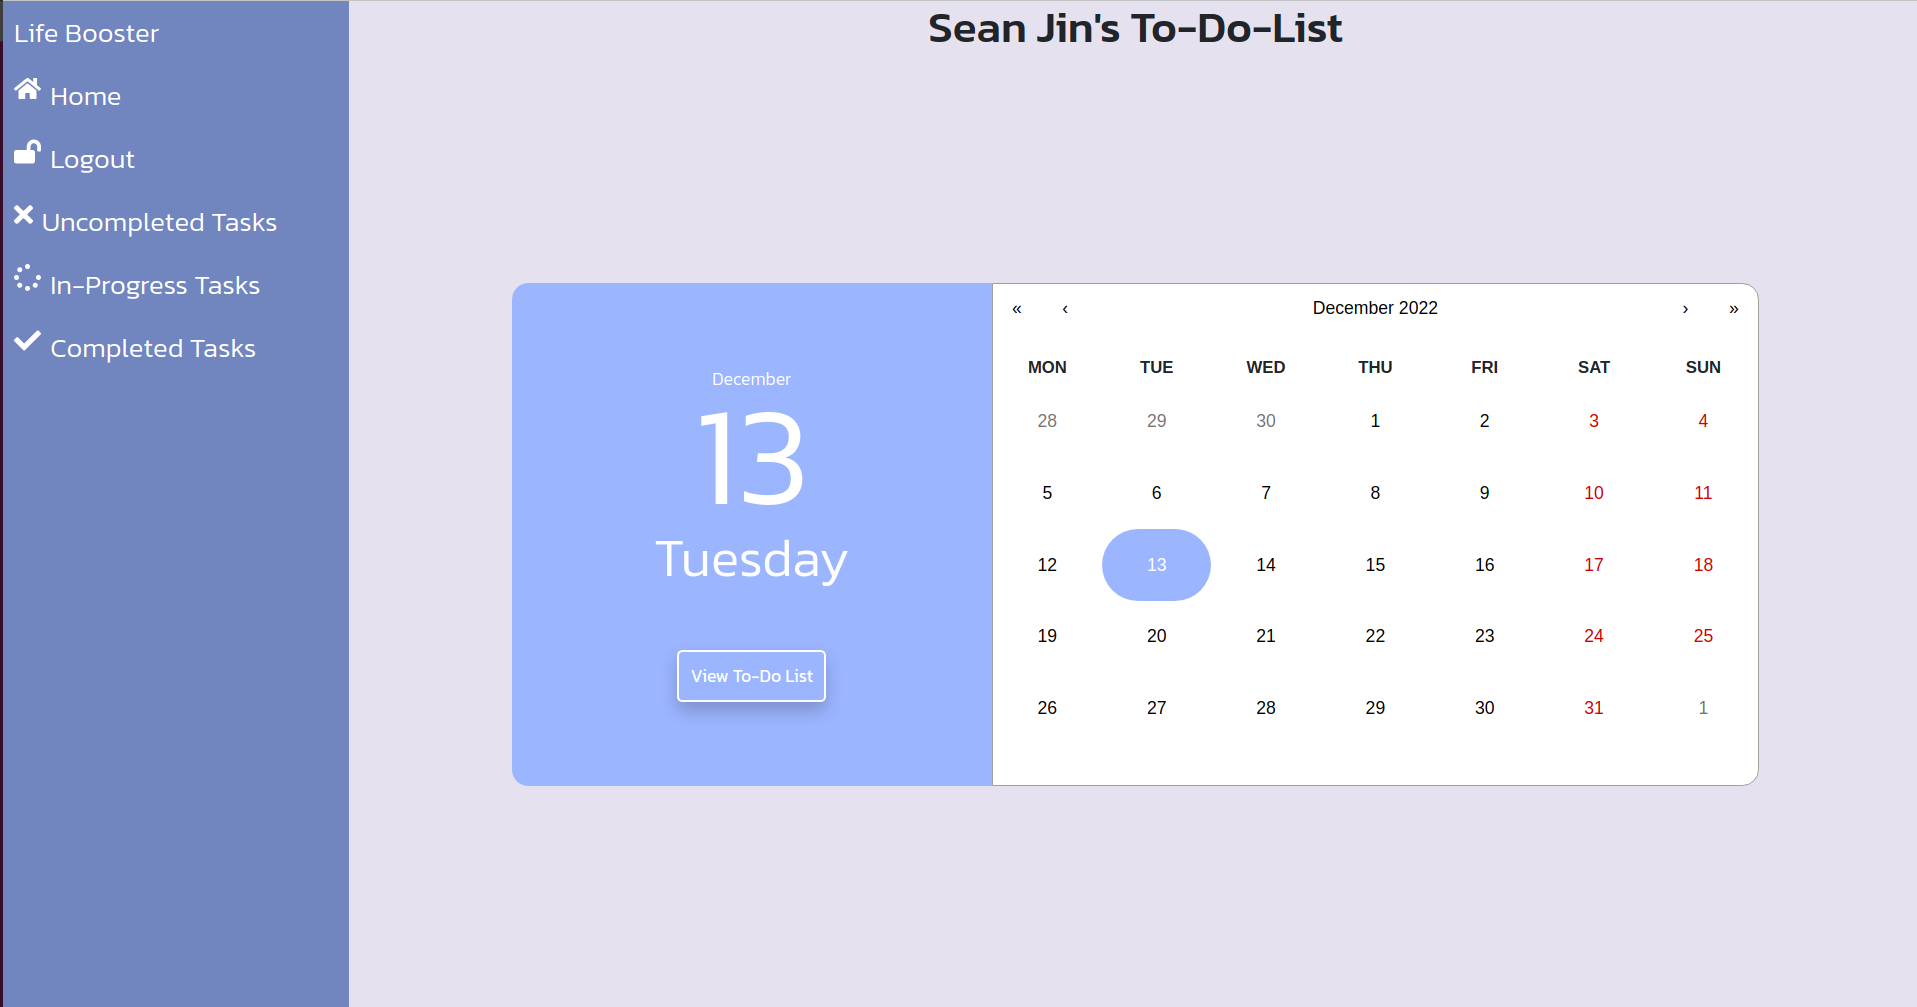 Life Booster
Home
Logout
Uncompleted Tasks
In-Progress Tasks
Completed Tasks
Sean Jin's To-Do-List
December
13
Tuesday
View To-Do List
« ‹ December 2022 › »
MON TUE WED THU FRI SAT SUN
28 29 30 1 2 3 4
5 6 7 8 9 10 11
12 13 14 15 16 17 18
19 20 21 22 23 24 25
26 27 28 29 30 31 1